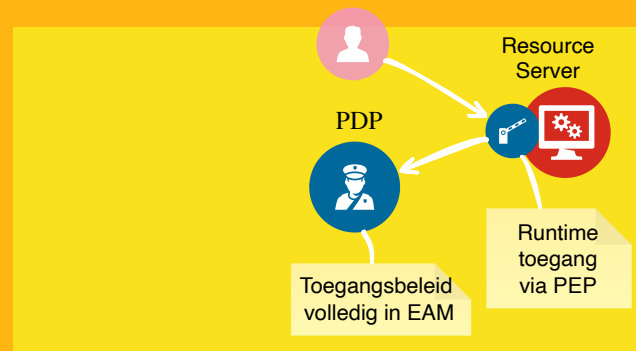 Resource
Server
PDP
Runtime
toegang
via PEP
Toegangsbeleid
volledig in EAM